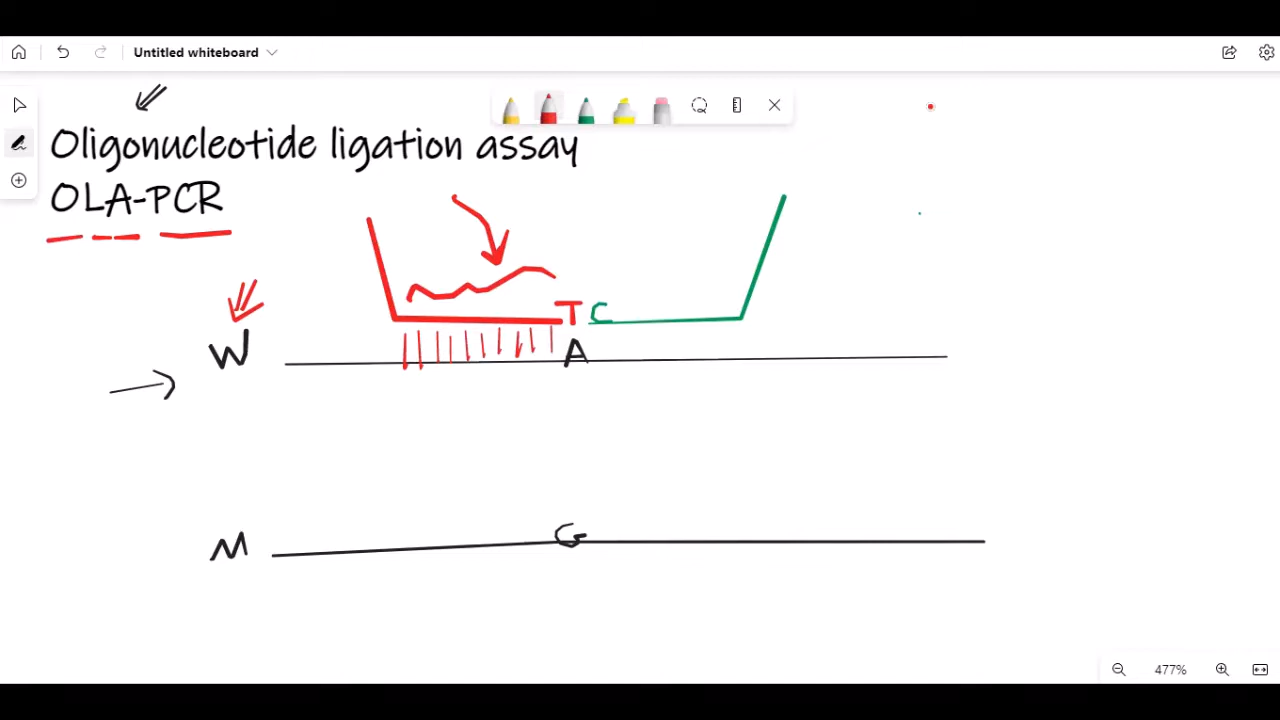 Untitled whiteboard
Oligonucleotide ligation assay
OLA-PCR
T C
W A
M G
477%